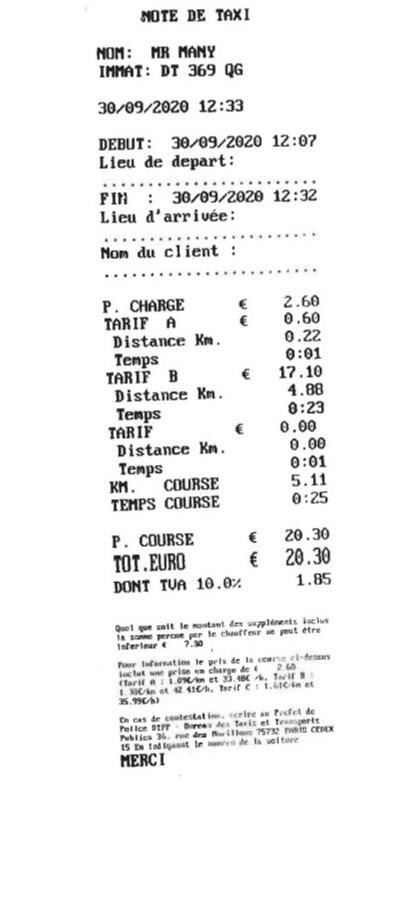 NOTE DE TAXI
NOM: MR MANY
IMMAT: DT 369 QG
30/09/2020 12:33
DEBUT: 30/09/2020 12:07
Lieu de depart:
........................
FIN : 30/09/2020 12:32
Lieu d'arrivée:
........................
Nom du client :
........................
P. CHARGE € 2.60
TARIF A € 0.60
Distance Km. 0.22
Temps 0:01
TARIF B € 17.10
Distance Km. 4.88
Temps 0:23
TARIF € 0.00
Distance Km. 0.00
Temps 0:01
KM. COURSE 5.11
TEMPS COURSE 0:25
P. COURSE € 20.30
TOT.EURO € 20.30
DONT TVA 10.0% 1.85
Quel que soit le montant des suppléments inclus
la somme percue par le chauffeur ne peut être
inferieur € 7.30
Pour Information le prix de la course ci-dessus
inclut une prise en charge de € 2.60
(Tarif A : 1.09€/km et 33.48€ /h, Tarif B :
1.38€/km et 42 41€/h, Tarif C : 1.61€/km et
35.99€/h)
En cas de contestation, ecrire au Prefet de
Police DTPP - Bureau des Taxis et Transports
Publics 36, rue des Morillons 75732 PARIS CEDEX
15 En indiquant le numero de la voiture
MERCI